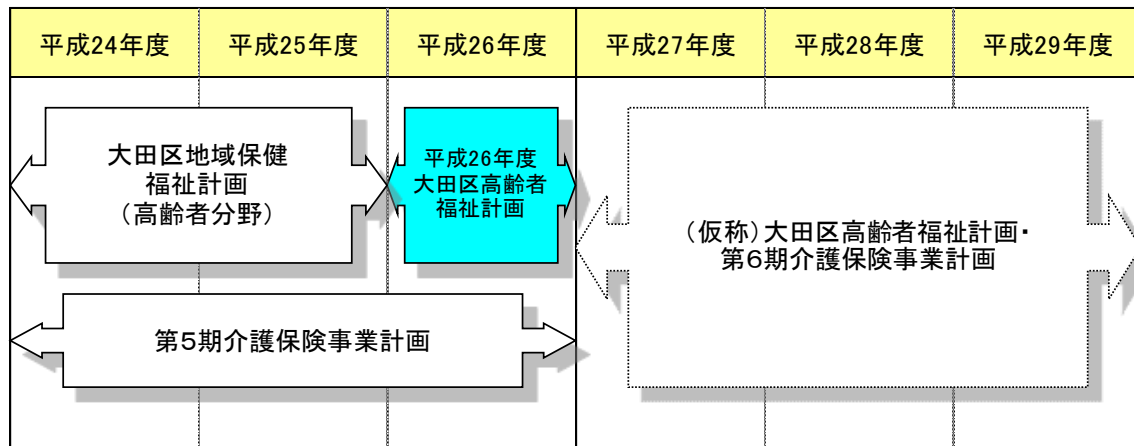 平成24年度
平成25年度
平成26年度
平成27年度
平成28年度
平成29年度
大田区地域保健
福祉計画
（高齢者分野）
平成26年度
大田区高齢者
福祉計画
（仮称）大田区高齢者福祉計画・
第６期介護保険事業計画
第５期介護保険事業計画